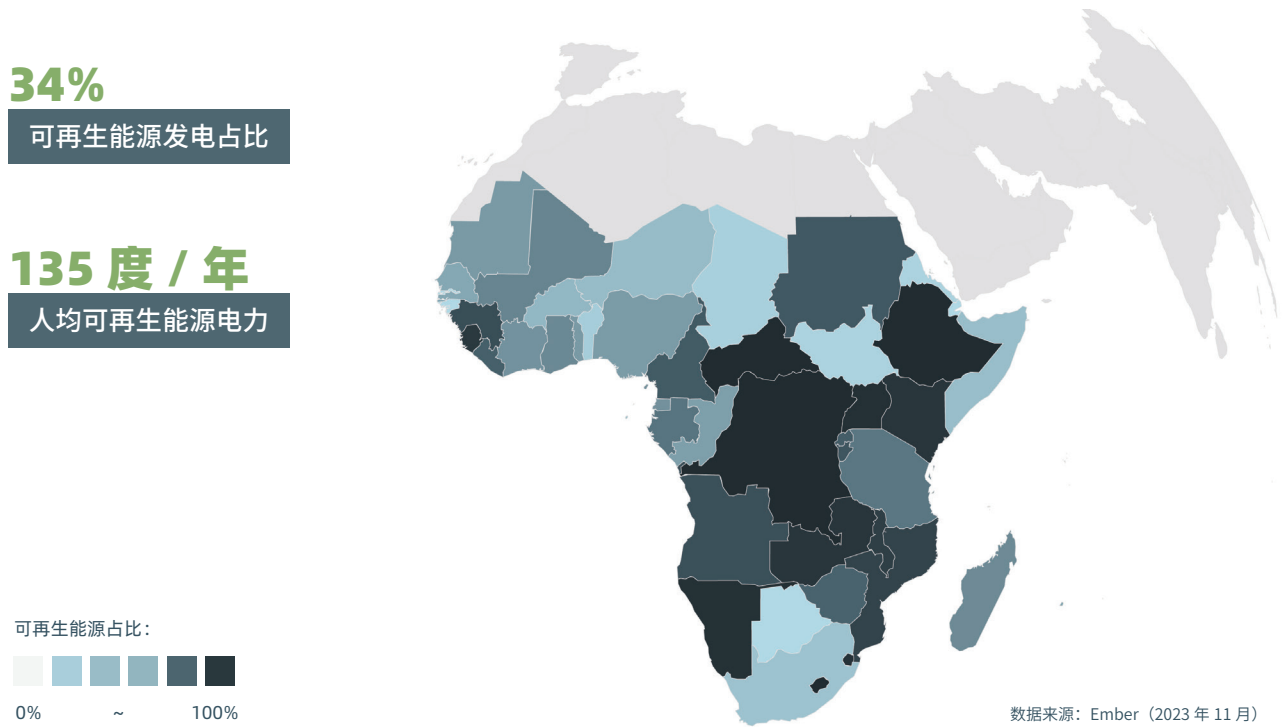 34%
可再生能源发电占比
135 度 / 年
人均可再生能源电力
可再生能源占比：
0% ~ 100%
数据来源：Ember（2023 年 11 月）